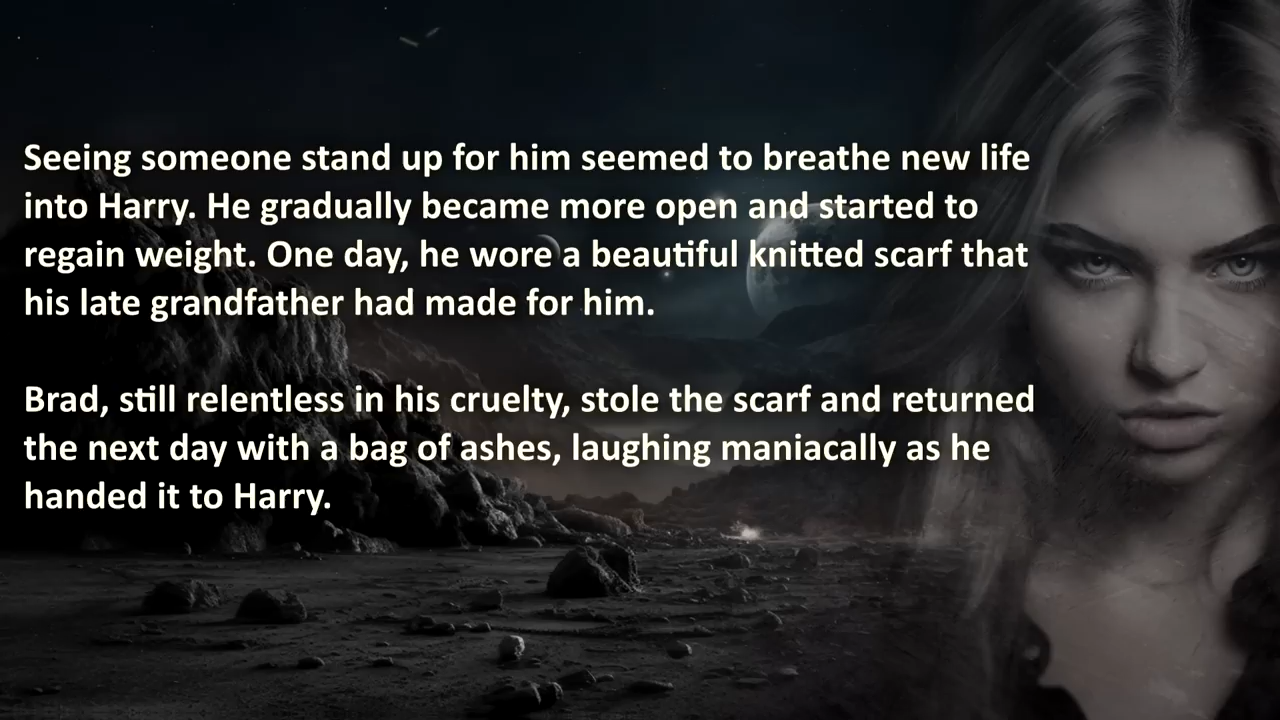 Seeing someone stand up for him seemed to breathe new life
into Harry. He gradually became more open and started to
regain weight. One day, he wore a beautiful knitted scarf that
his late grandfather had made for him.
Brad, still relentless in his cruelty, stole the scarf and returned
the next day with a bag of ashes, laughing maniacally as he
handed it to Harry.